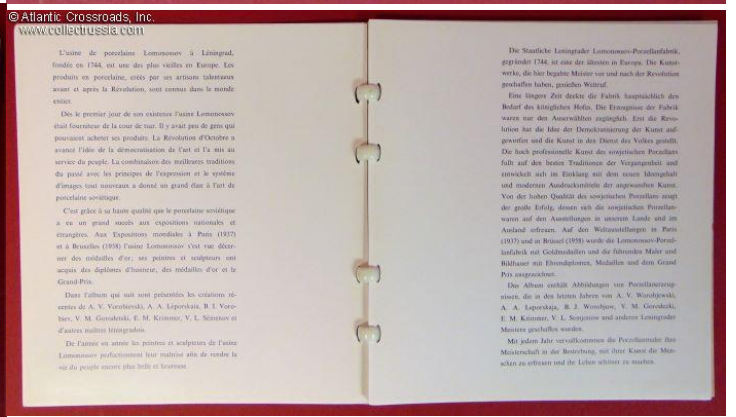 © Atlantic Crossroads, Inc.
www.collectrussia.com
L'usine de porcelaine Lomonossov à Léningrad,
fondée en 1744, est une des plus vieilles en Europe. Les
produits en porcelaine, créés par ses artisans talentueux
avant et après la Révolution, sont connus dans le monde
entier.
Dès le premier jour de son existence l'usine Lomonossov
était fournisseur de la cour de tsar. Il y avait peu de gens qui
pouvaient acheter ses produits. La Révolution d'Octobre a
avancé l'idée de la démocratisation de l'art et l'a mis au
service du peuple. La combinaison des meilleures traditions
du passé avec les principes de l'expression et le système
d'images tout nouveaux a donné un grand élan à l'art de
porcelaine soviétique.
C'est grâce à sa haute qualité que la porcelaine soviétique
a eu un grand succès aux expositions nationales et
étrangères. Aux Expositions mondiales à Paris (1937)
et à Bruxelles (1958) l'usine Lomonossov s'est vue décer-
ner des médailles d'or; ses peintres et sculpteurs ont
acquis des diplômes d'honneur, des médailles d'or et le
Grand-Prix.
Dans l'album qui suit sont présentées les créations ré-
centes de A. V. Vorobievski, A. A. Leporskaja, B. I. Voro-
biev, V. M. Gorodetski, E. M. Krimmer, V. L. Sémenov et
d'autres maîtres léningradois.
De l'année en année les peintres et sculpteurs de l'usine
Lomonossov perfectionnent leur maîtrise afin de rendre la
vie du peuple encore plus belle et heureuse.
Die Staatliche Leningrader Lomonossov-Porzellanfabrik,
gegründet 1744, ist eine der ältesten in Europa. Die Kunst-
werke, die hier begabte Meister vor und nach der Revolution
geschaffen haben, genießen Weltruf.
Eine längere Zeit deckte die Fabrik hauptsächlich den
Bedarf des königlichen Hofes. Die Erzeugnisse der Fabrik
waren nur den Auserwählten zugänglich. Erst die Revo-
lution hat die Idee der Demokratisierung der Kunst auf-
geworfen und die Kunst in den Dienst des Volkes gestellt.
Die hoch professionelle Kunst des sowjetischen Porzellans
fußt auf den besten Traditionen der Vergangenheit und
entwickelt sich im Einklang mit dem neuen Ideengehalt
und modernen Ausdrucksmitteln der angewandten Kunst.
Von der hohen Qualität des sowjetischen Porzellans zeugt
der große Erfolg, dessen sich die sowjetischen Porzellan-
waren auf den Ausstellungen in unserem Lande und im
Ausland erfreuen. Auf den Weltausstellungen in Paris
(1937) und in Brüssel (1958) wurde die Lomonossov-Porzel-
lanfabrik mit Goldmedaillen und die führenden Maler und
Bildhauer mit Ehrendiplomen, Medaillen und dem Grand
Prix ausgezeichnet.
Das Album enthält Abbildungen von Porzellanerzeug-
nissen, die in den letzten Jahren von A. V. Worobjewski,
A. A. Leporskaja, B. J. Worobjow, V. M. Gorodezki,
E. M. Krimmer, V. L. Semjonow und anderen Leningrader
Meistern geschaffen wurden.
Mit jedem Jahr vervollkommnen die Porzellanmaler ihre
Meisterschaft in der Bestrebung, mit ihrer Kunst die Men-
schen zu erfreuen und ihr Leben schöner zu machen.